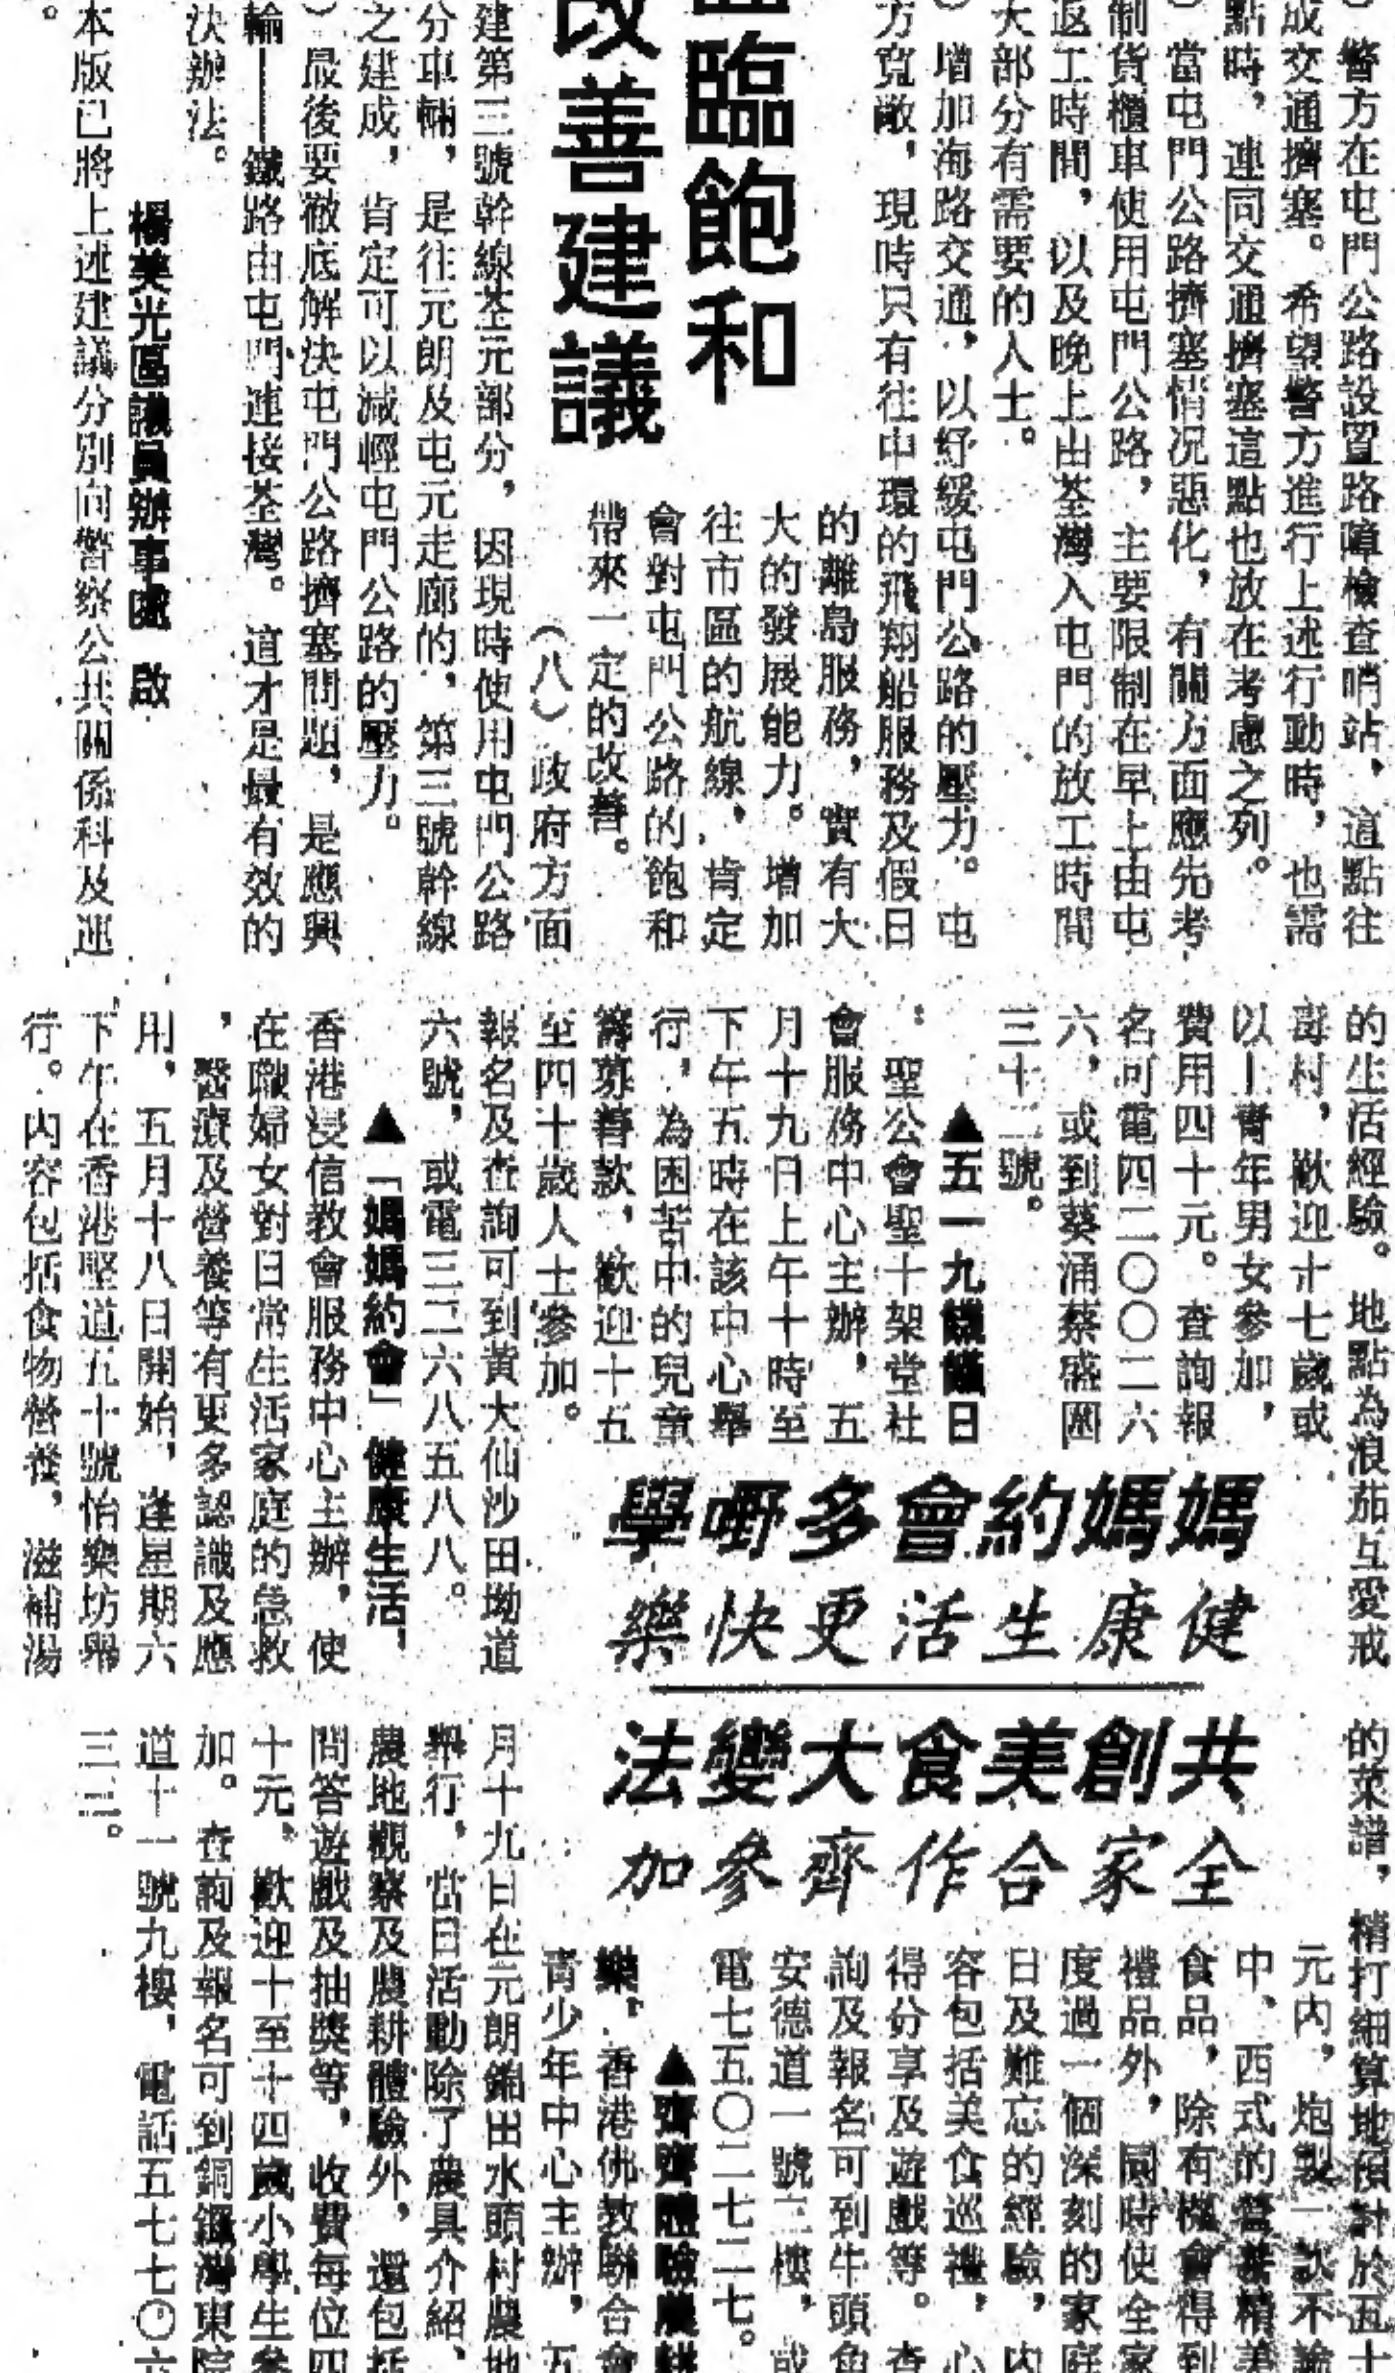 警方在屯門公路設置路障檢查哨站，這點往
成交通擠塞。希望警方進行上述行動時，也需
點時，連同交通擠塞這點也放在考慮之列。
當屯門公路擠塞情況惡化，有關方面應先考
制貨櫃車使用屯門公路，主要限制在早上由屯
返工時間，以及晚上由荃灣入屯門的放工時間
大部分有需要的人士。
增加海路交通，以紓緩屯門公路的壓力。屯
方寬敞，現時只有往中環的飛翔船服務及假日
的離島服務，實有大
大的發展能力。增加
往市區的航線，肯定
會對屯門公路的飽和
帶來一定的改善。
臨飽和
改善建議
（八）政府方面
建第三號幹線荃元部分，因現時使用屯門公路
分車輛，是往元朗及屯元走廊的，第三號幹線
之建成，肯定可以減輕屯門公路的壓力。
最後要徹底解決屯門公路擠塞問題，是應興
輪——鐵路由屯門連接荃灣。這才是最有效的
決辦法。
楊美光區議員辦事處 啟
本版已將上述建議分別向警察公共關係科及運
。
的生活經驗。地點為浪茄互愛戒
毒村，歡迎十七歲或
以上青年男女參加，
費用四十元。查詢報
名可電四二〇〇二六
六，或到葵涌蔡盛圍
三十二號。
▲五一九饑饉日
：聖公會聖十架堂社
會服務中心主辦，五
月十九日上午十時至
下午五時在該中心舉
行，為困苦中的兒童
籌募善款，歡迎十五
至四十歲人士參加。
報名及查詢可到黃大仙沙田坳道
六號，或電三二六八五八八。
▲「媽媽約會」健康生活，
香港浸信教會服務中心主辦，使
在職婦女對日常生活家庭的急救
，醫療及營養等有更多認識及應
用，五月十八日開始，逢星期六
下午在香港堅道五十號怡樂坊舉
行。內容包括食物營養，滋補湯
媽媽約會多嘢學
健康生活更快樂
共創美食大變法
全家合作齊參加
的菜譜，精打細算地預計於五十
元內，炮製一款不論
中、西式的營養精美
食品，除有機會得到
禮品外，同時使全家
度過一個深刻的家庭
日及難忘的經驗，內
容包括美食巡禮，心
得分享及遊戲等。查
詢及報名可到牛頭角
安德道一號三樓，或
電七五〇二七二七。
▲齊齊體驗農耕
樂，香港佛教聯合會
青少年中心主辦，五
月十九日在元朗錦田水頭村農地
舉行，當日活動除了農具介紹，
農地觀察及農耕體驗外，還包括
問答遊戲及抽獎等，收費每位四
十元，歡迎十至十四歲小學生參
加。查詢及報名可到銅鑼灣東院
道十一號九樓，電話五七七〇六
三三。